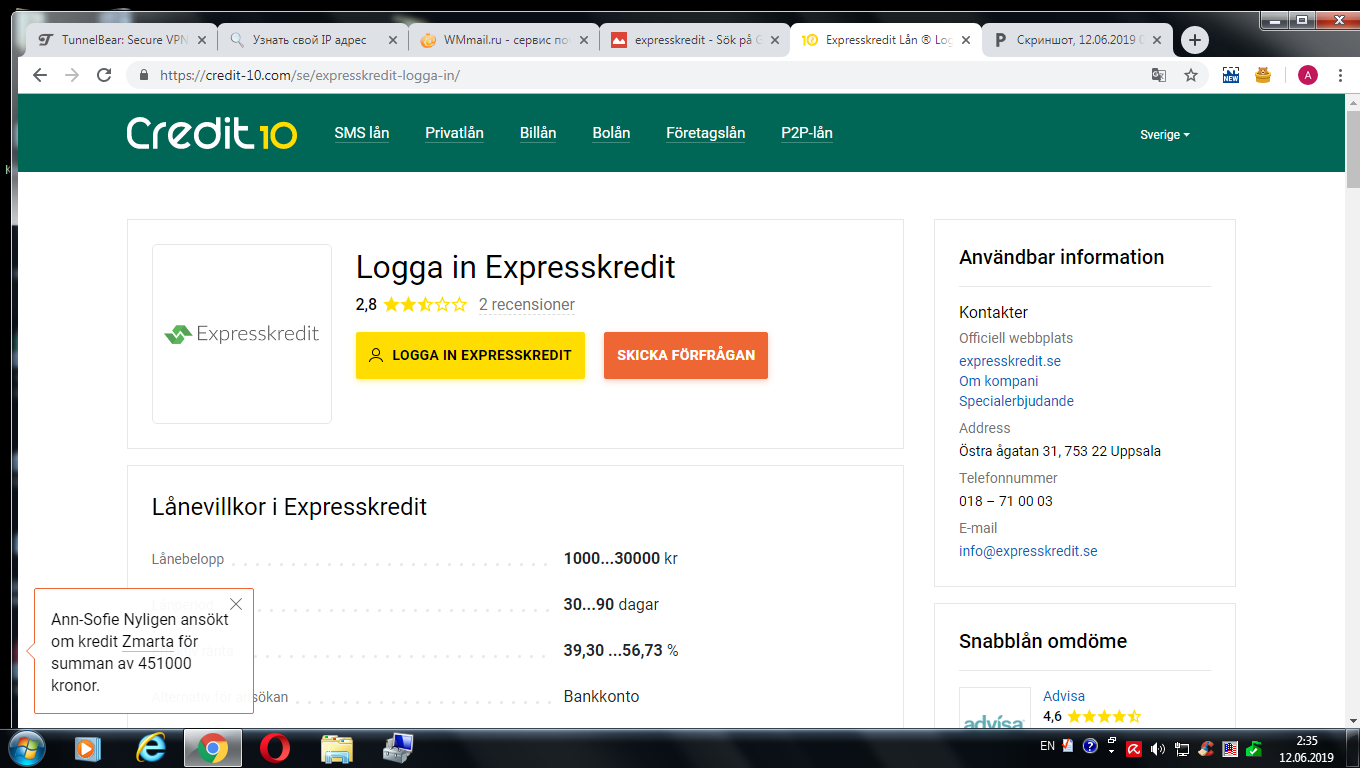 TunnelBear: Secure VPN
Узнать свой IP адрес
WMmail.ru - сервис по
expresskredit - Sök på G
Expresskredit Lån ® Log
Скриншот, 12.06.2019
https://credit-10.com/se/expresskredit-logga-in/
NEW
A
Credit 10
SMS lån
Privatlån
Billån
Bolån
Företagslån
P2P-lån
Sverige
Expresskredit
Logga in Expresskredit
2,8
2 recensioner
LOGGA IN EXPRESSKREDIT
SKICKA FÖRFRÅGAN
Användbar information
Kontakter
Officiell webbplats
expresskredit.se
Om kompani
Specialerbjudande
Address
Östra ågatan 31, 753 22 Uppsala
Telefonnummer
018 – 71 00 03
E-mail
info@expresskredit.se
Lånevillkor i Expresskredit
Lånebelopp
1000...30000 kr
30...90 dagar
39,30 ...56,73 %
Alternativ för ansökan
Bankkonto
Ann-Sofie Nyligen ansökt
om kredit Zmarta för
summan av 451000
kronor.
Snabblån omdöme
advisa
Advisa
4,6
EN
2:35
12.06.2019